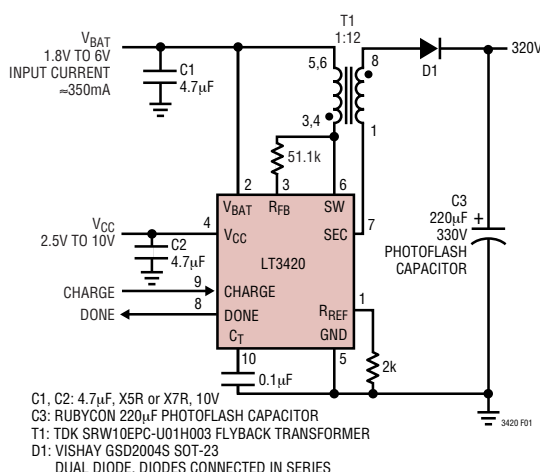 T1
1:12
VBAT
1.8V TO 6V
INPUT CURRENT
≈350mA
C1
4.7µF
5,6
8
D1
320V
3,4
1
51.1k
2
3
6
VBAT
RFB
SW
VCC
2.5V TO 10V
4
VCC
SEC
7
C2
4.7µF
LT3420
C3
220µF
330V
PHOTOFLASH
CAPACITOR
+
CHARGE
9
CHARGE
DONE
8
DONE
RREF
1
CT
GND
10
5
0.1µF
2k
3420 F01
C1, C2: 4.7µF, X5R or X7R, 10V
C3: RUBYCON 220µF PHOTOFLASH CAPACITOR
T1: TDK SRW10EPC-U01H003 FLYBACK TRANSFORMER
D1: VISHAY GSD2004S SOT-23
DUAL DIODE. DIODES CONNECTED IN SERIES